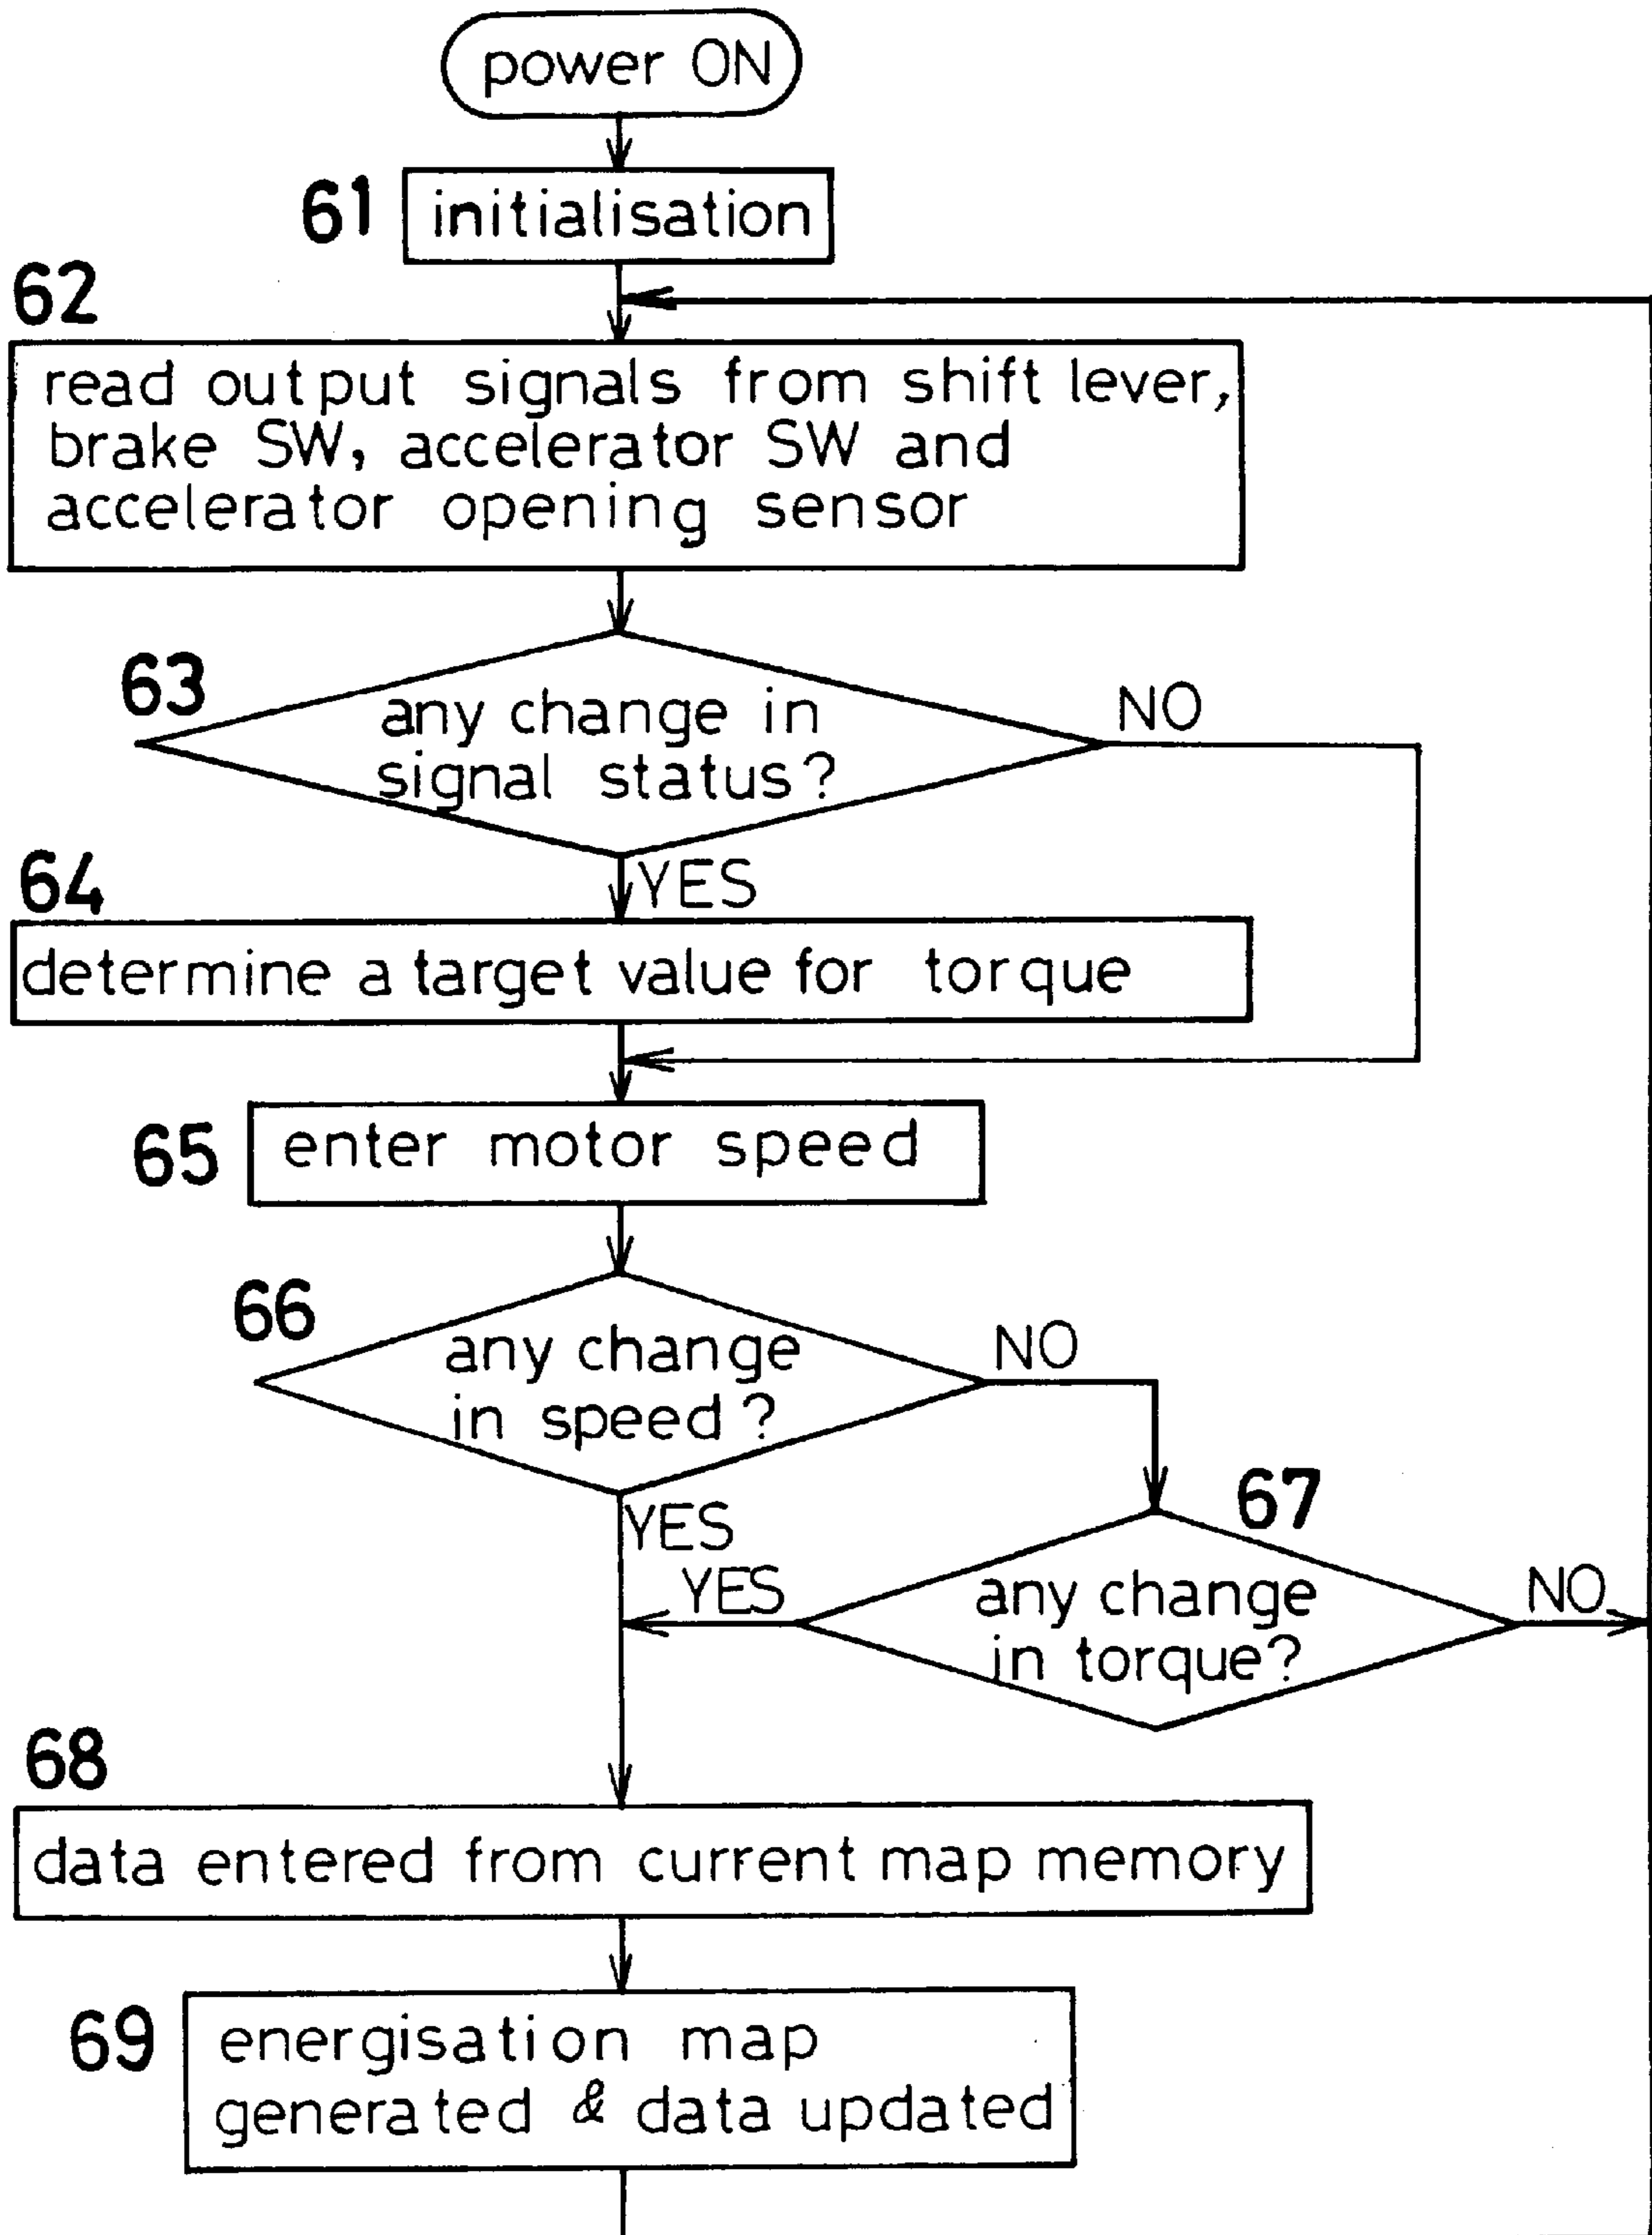 power ON
61
initialisation
62
read output signals from shift lever,
brake SW, accelerator SW and
accelerator opening sensor
63
any change in
signal status?
NO
YES
64
determine a target value for torque
65
enter motor speed
66
any change
in speed?
NO
YES
67
any change
in torque?
YES
NO
68
data entered from current map memory
69
energisation map
generated & data updated